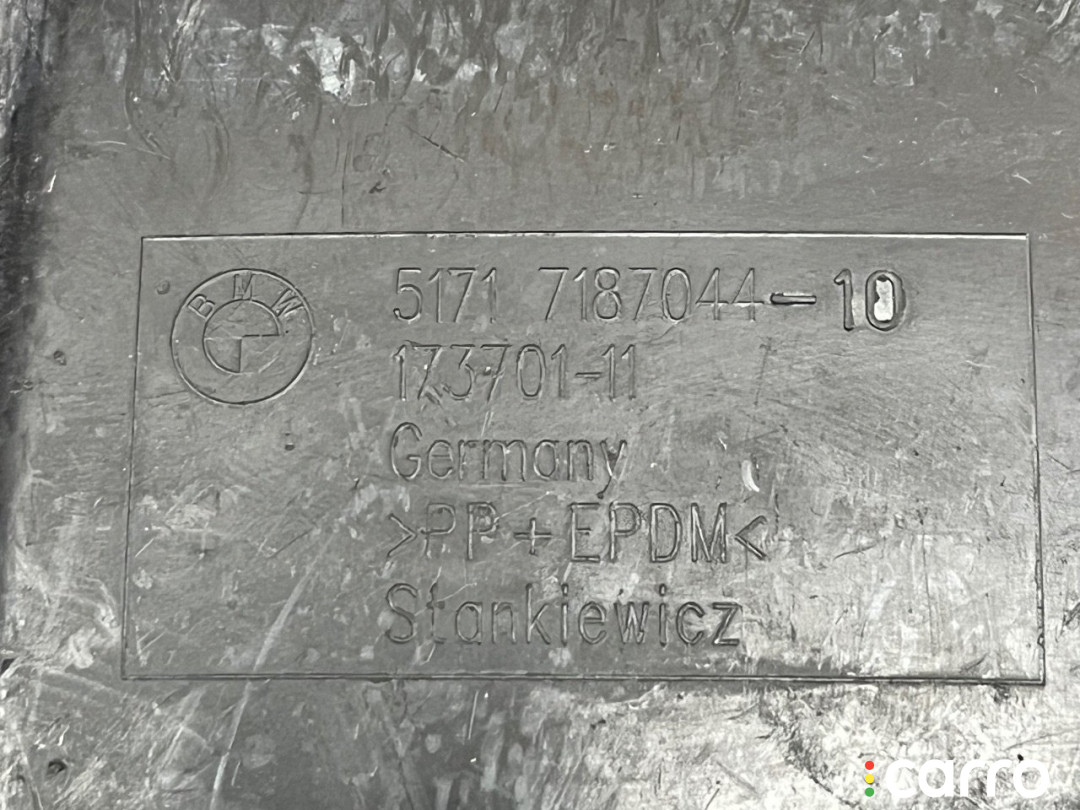 BMW
5171 7187044-10
173701-11
Germany
>PP+EPDM<
Stankiewicz
carro